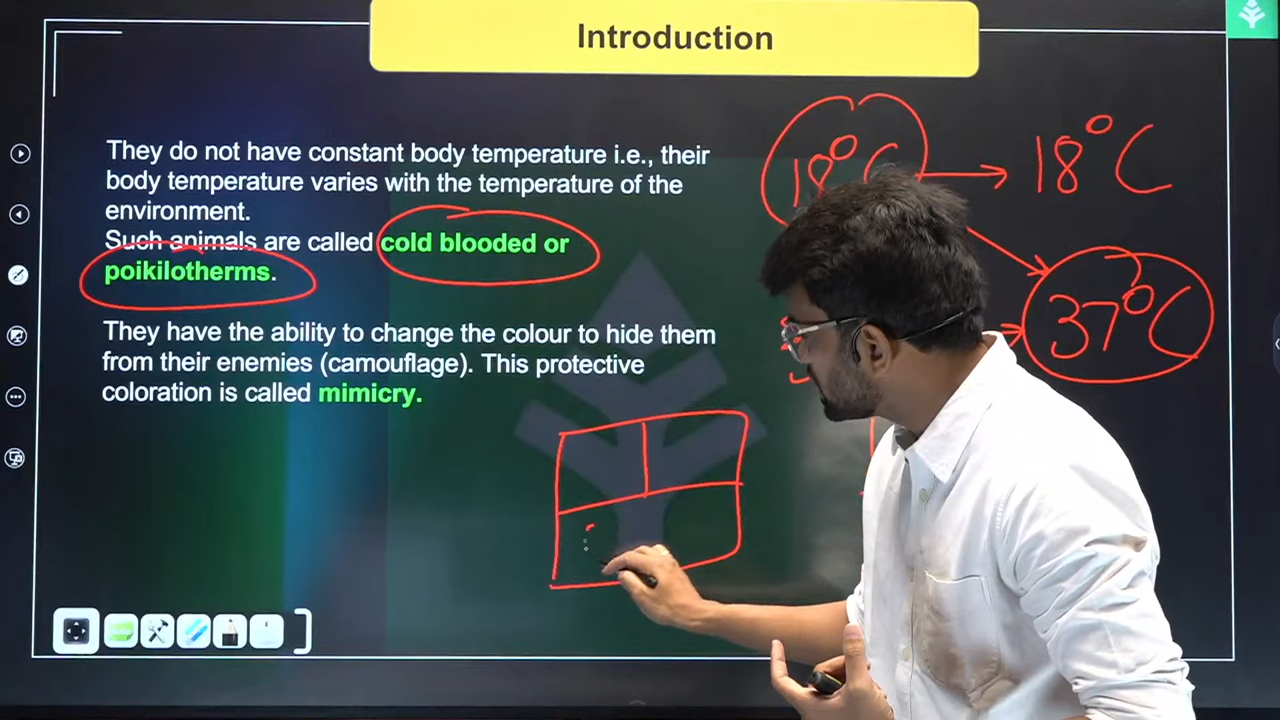 Introduction
They do not have constant body temperature i.e., their
body temperature varies with the temperature of the
environment.
Such animals are called cold blooded or
poikilotherms.
They have the ability to change the colour to hide them
from their enemies (camouflage). This protective
coloration is called mimicry.
18°C → 18°C
37°C